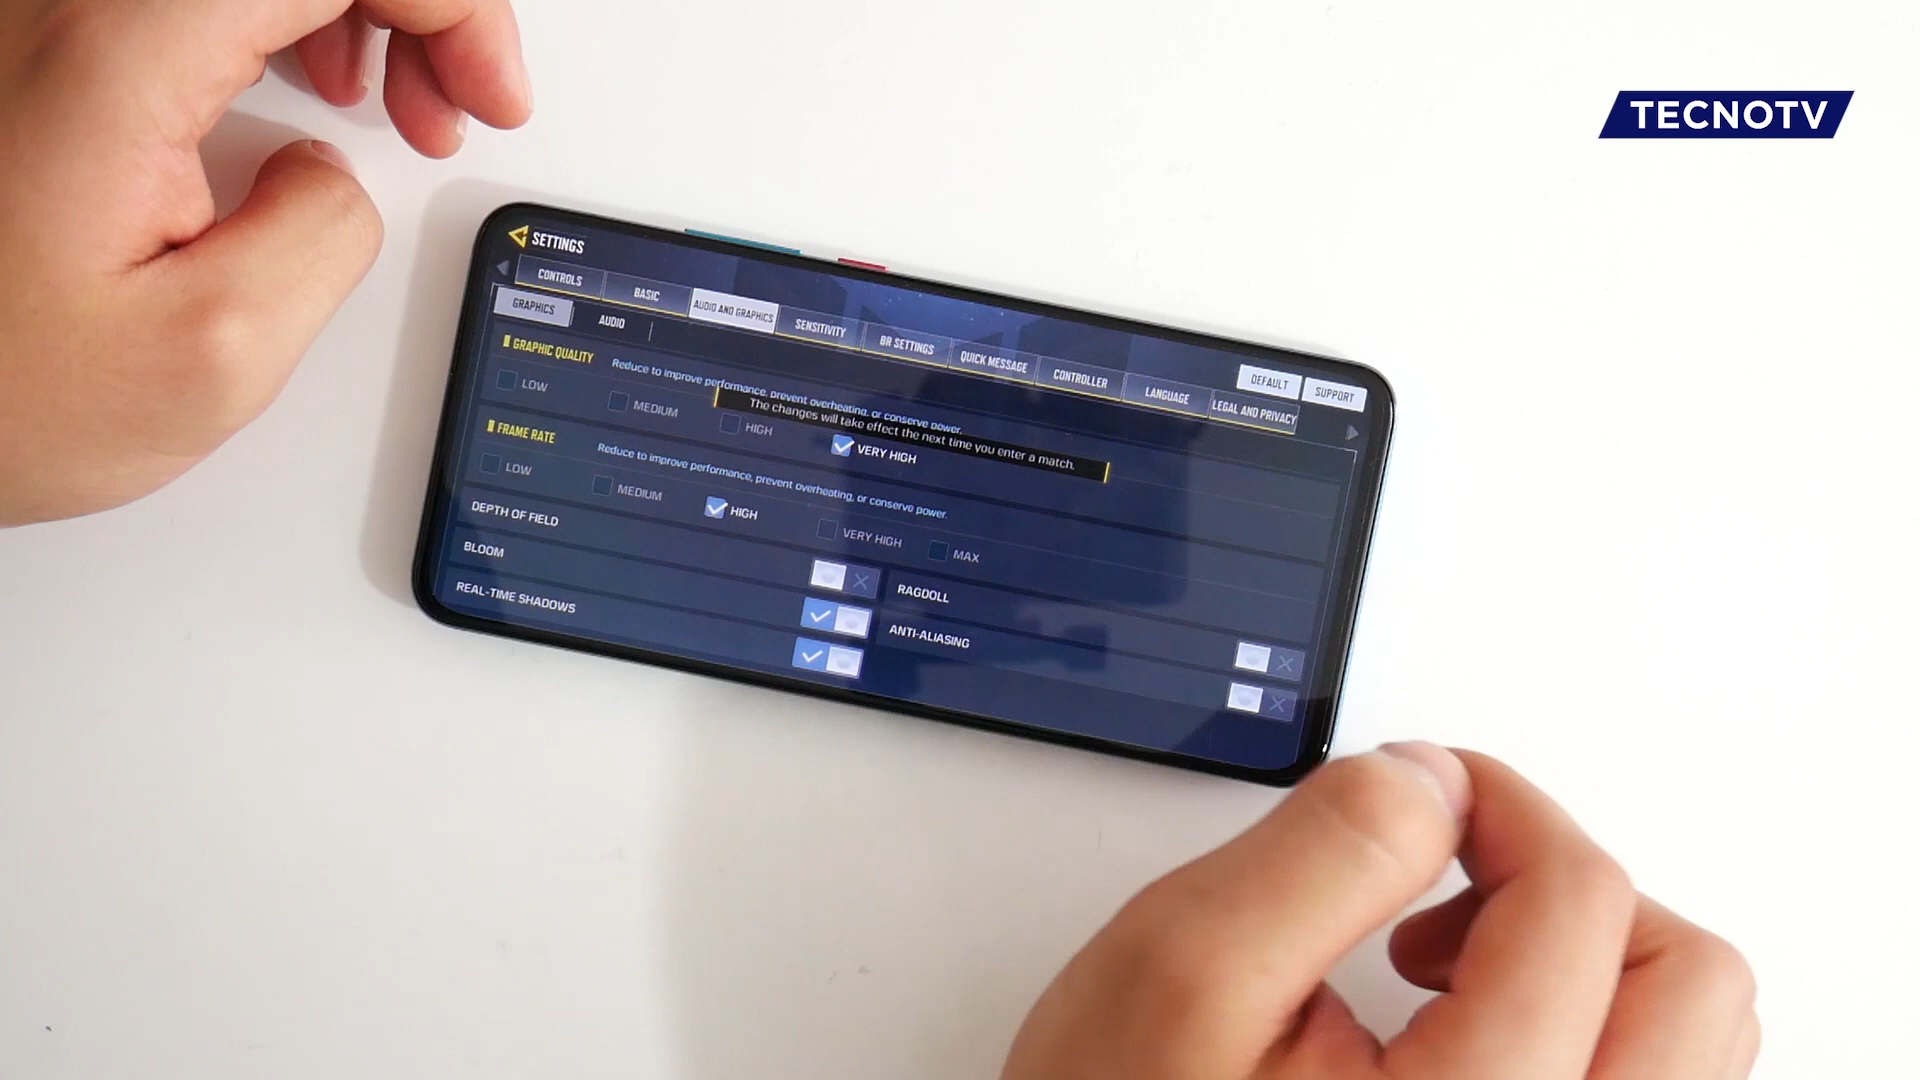 TECNOTV
SETTINGS
CONTROLS
BASIC
AUDIO AND GRAPHICS
SENSITIVITY
BR SETTINGS
QUICK MESSAGE
CONTROLLER
LANGUAGE
LEGAL AND PRIVACY
DEFAULT
SUPPORT
GRAPHICS
AUDIO
GRAPHIC QUALITY
Reduce to improve performance, prevent overheating, or conserve power.
The changes will take effect the next time you enter a match.
LOW
MEDIUM
HIGH
VERY HIGH
FRAME RATE
Reduce to improve performance, prevent overheating, or conserve power.
LOW
MEDIUM
HIGH
VERY HIGH
MAX
DEPTH OF FIELD
RAGDOLL
BLOOM
ANTI-ALIASING
REAL-TIME SHADOWS